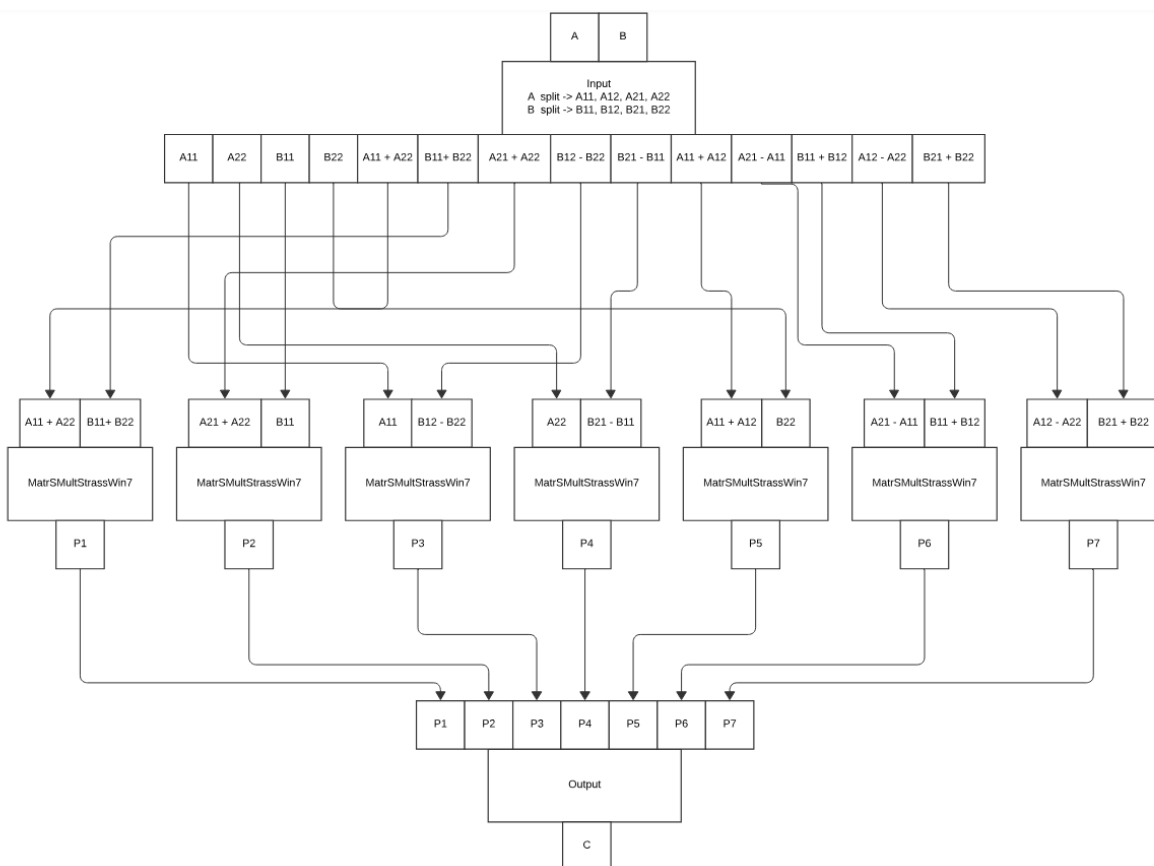 A
B
Input
A split -> A11, A12, A21, A22
B split -> B11, B12, B21, B22
A11
A22
B11
B22
A11 + A22
B11+ B22
A21 + A22
B12 - B22
B21 - B11
A11 + A12
A21 - A11
B11 + B12
A12 - A22
B21 + B22
A11 + A22
B11+ B22
A21 + A22
B11
A11
B12 - B22
A22
B21 - B11
A11 + A12
B22
A21 - A11
B11 + B12
A12 - A22
B21 + B22
MatrSMultStrassWin7
MatrSMultStrassWin7
MatrSMultStrassWin7
MatrSMultStrassWin7
MatrSMultStrassWin7
MatrSMultStrassWin7
MatrSMultStrassWin7
P1
P2
P3
P4
P5
P6
P7
P1
P2
P3
P4
P5
P6
P7
Output
C